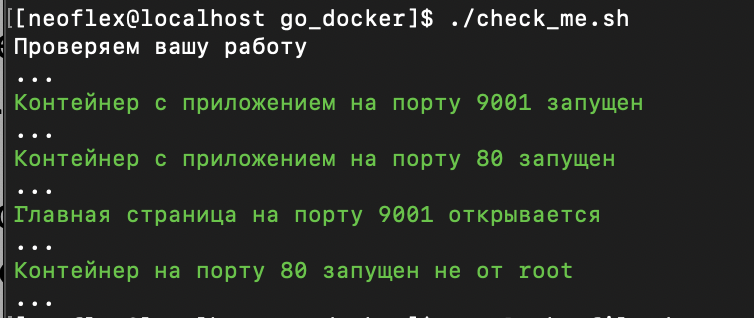 [[neoflex@localhost go_docker]$ ./check_me.sh
Проверяем вашу работу
...
Контейнер с приложением на порту 9001 запущен
...
Контейнер с приложением на порту 80 запущен
...
Главная страница на порту 9001 открывается
...
Контейнер на порту 80 запущен не от root
...